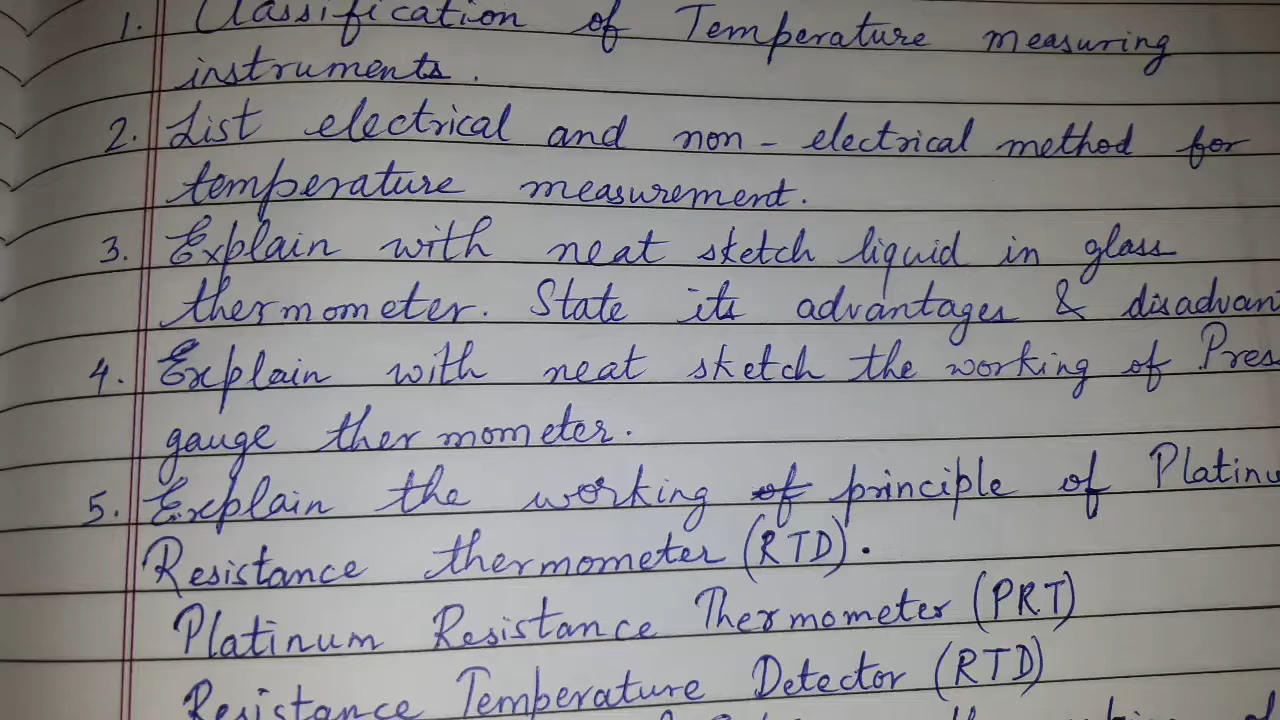 1. Classification of Temperature measuring
instruments.
2. List electrical and non-electrical method for
temperature measurement.
3. Explain with neat sketch liquid in glass
thermometer. State its advantages & disadvan
4. Explain with neat sketch the working of Pres
gauge thermometer.
5. Explain the working of principle of Platinu
Resistance thermometer (RTD).
Platinum Resistance Thermometer (PRT)
Resistance Temperature Detector (RTD)